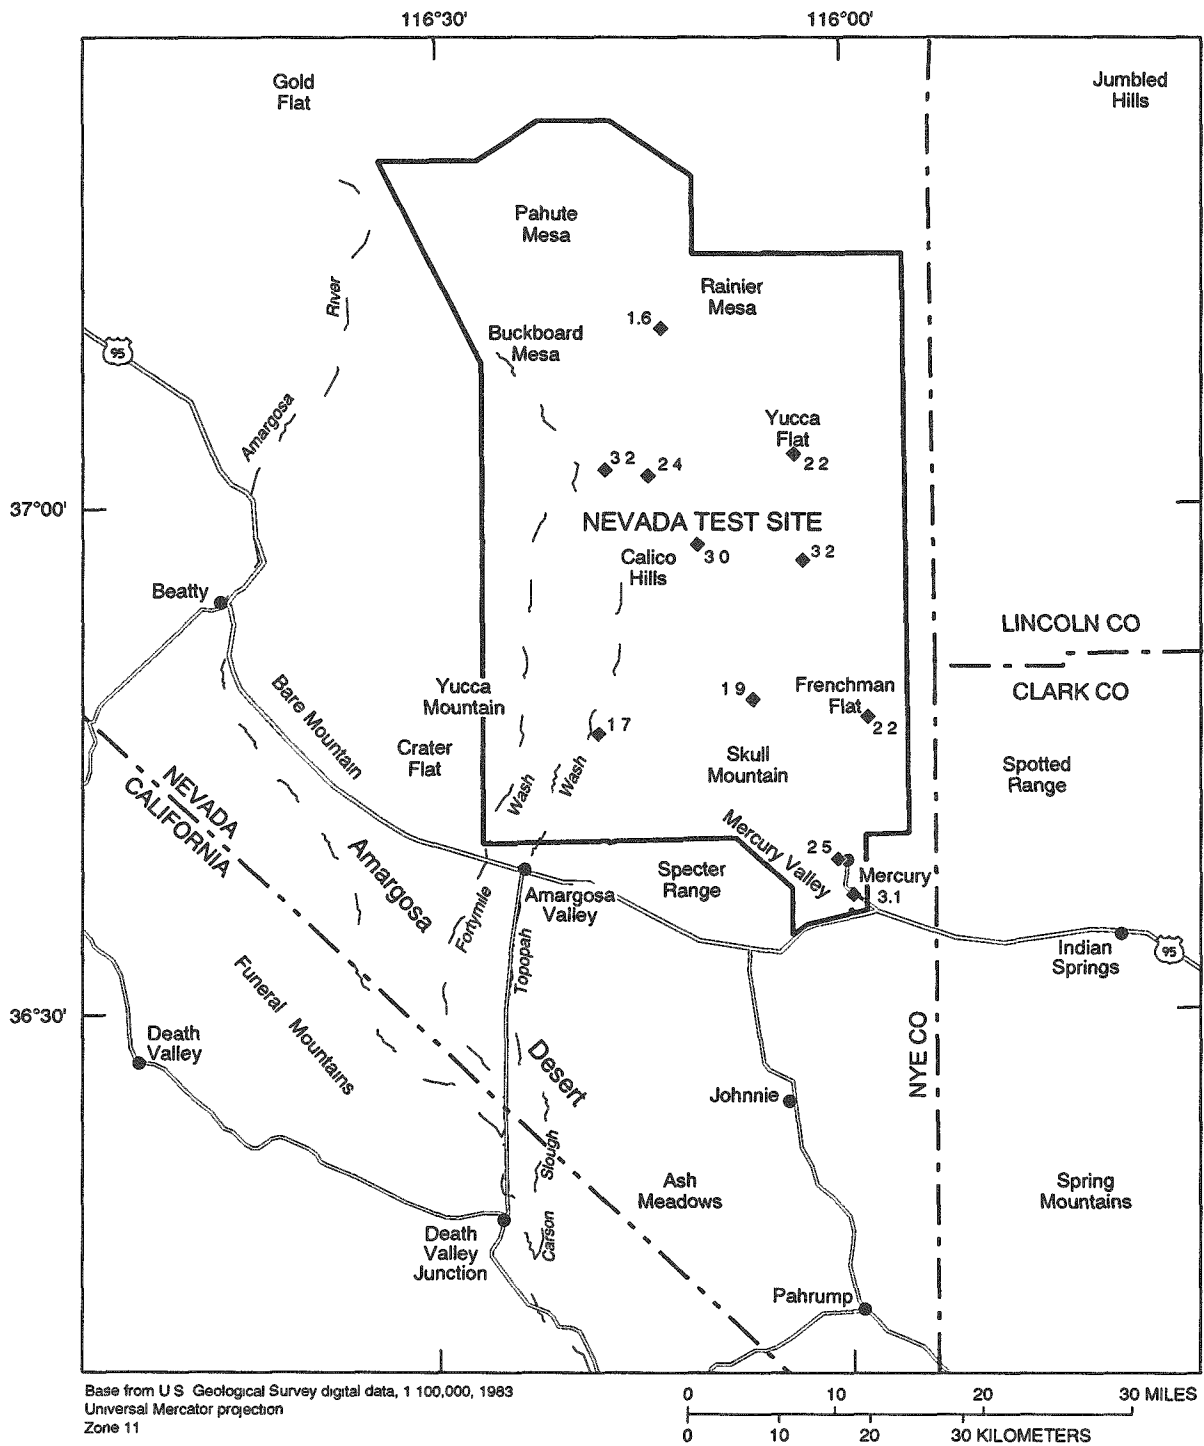 116°30'
116°00'
Gold
Flat
Jumbled
Hills
Pahute
Mesa
Rainier
Mesa
River
1.6
Buckboard
Mesa
95
Amargosa
Yucca
Flat
3 2
2 4
2 2
37°00'
NEVADA TEST SITE
Calico
Hills
3 0
3 2
Beatty
LINCOLN CO
CLARK CO
Bare Mountain
Yucca
Mountain
1 9
Frenchman
Flat
2 2
1 7
Crater
Flat
Skull
Mountain
Spotted
Range
NEVADA
CALIFORNIA
Wash
Wash
Mercury Valley
2 5
Amargosa
Specter
Range
Mercury
3.1
Amargosa
Valley
Fortymile
Topopah
Indian
Springs
95
Funeral Mountains
36°30'
Death
Valley
Desert
NYE CO
Johnnie
Slough
Carson
Ash
Meadows
Spring
Mountains
Death
Valley
Junction
Pahrump
Base from U S Geological Survey digital data, 1 100,000, 1983
Universal Mercator projection
Zone 11
0 10 20 30 MILES
0 10 20 30 KILOMETERS